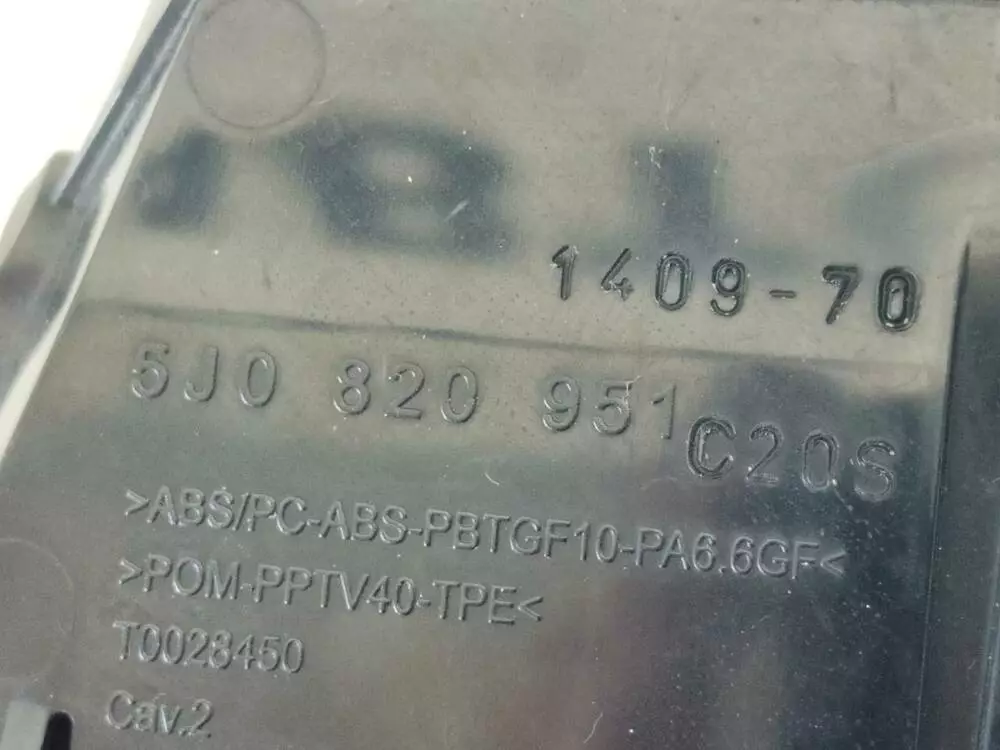 1409-70
5J0 820 951 C20S
>ABS/PC-ABS-PBTGF10-PA6.6GF<
>POM-PPTV40-TPE<
T0028450
Cav.2